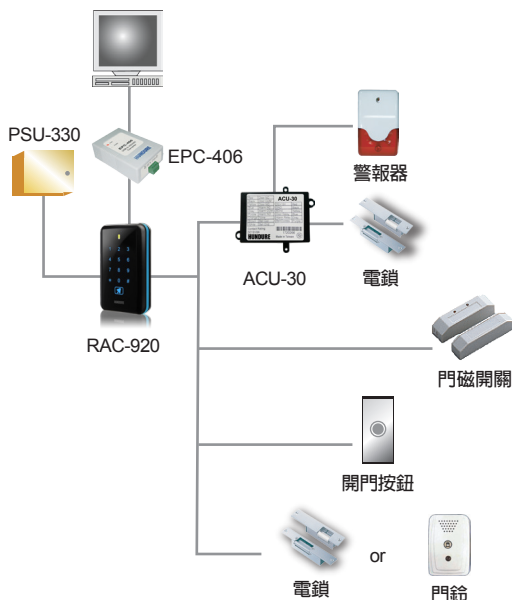 PSU-330
EPC-406
警報器
ACU-30
HUNDURE
ACU-30
電鎖
RAC-920
門磁開關
開門按鈕
電鎖
or
門鈴